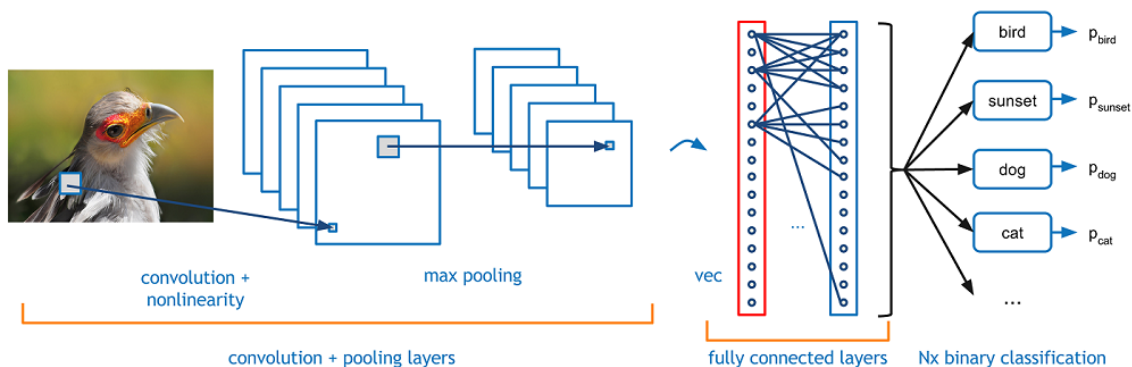 bird
p_bird
sunset
p_sunset
dog
p_dog
cat
p_cat
...
...
convolution +
nonlinearity
max pooling
vec
convolution + pooling layers
fully connected layers
Nx binary classification